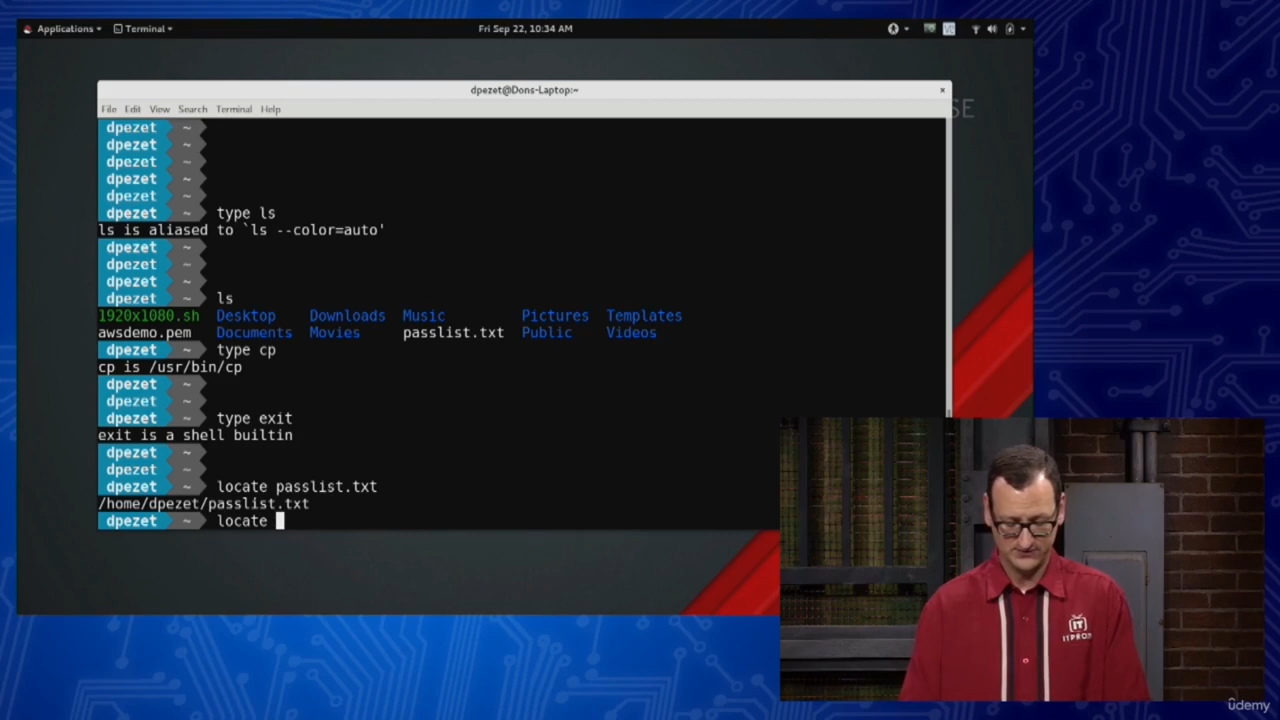 Applications Terminal Fri Sep 22, 10:34 AM
dpezet@Dons-Laptop:~ ×
File Edit View Search Terminal Help
SE
dpezet ~
dpezet ~
dpezet ~
dpezet ~
dpezet ~
dpezet ~ type ls
ls is aliased to `ls --color=auto'
dpezet ~
dpezet ~
dpezet ~
dpezet ~ ls
1920x1080.sh Desktop Downloads Music Pictures Templates
awsdemo.pem Documents Movies passlist.txt Public Videos
dpezet ~ type cp
cp is /usr/bin/cp
dpezet ~
dpezet ~
dpezet ~ type exit
exit is a shell builtin
dpezet ~
dpezet ~
dpezet ~ locate passlist.txt
/home/dpezet/passlist.txt
dpezet ~ locate
IT
ITPRO
udemy